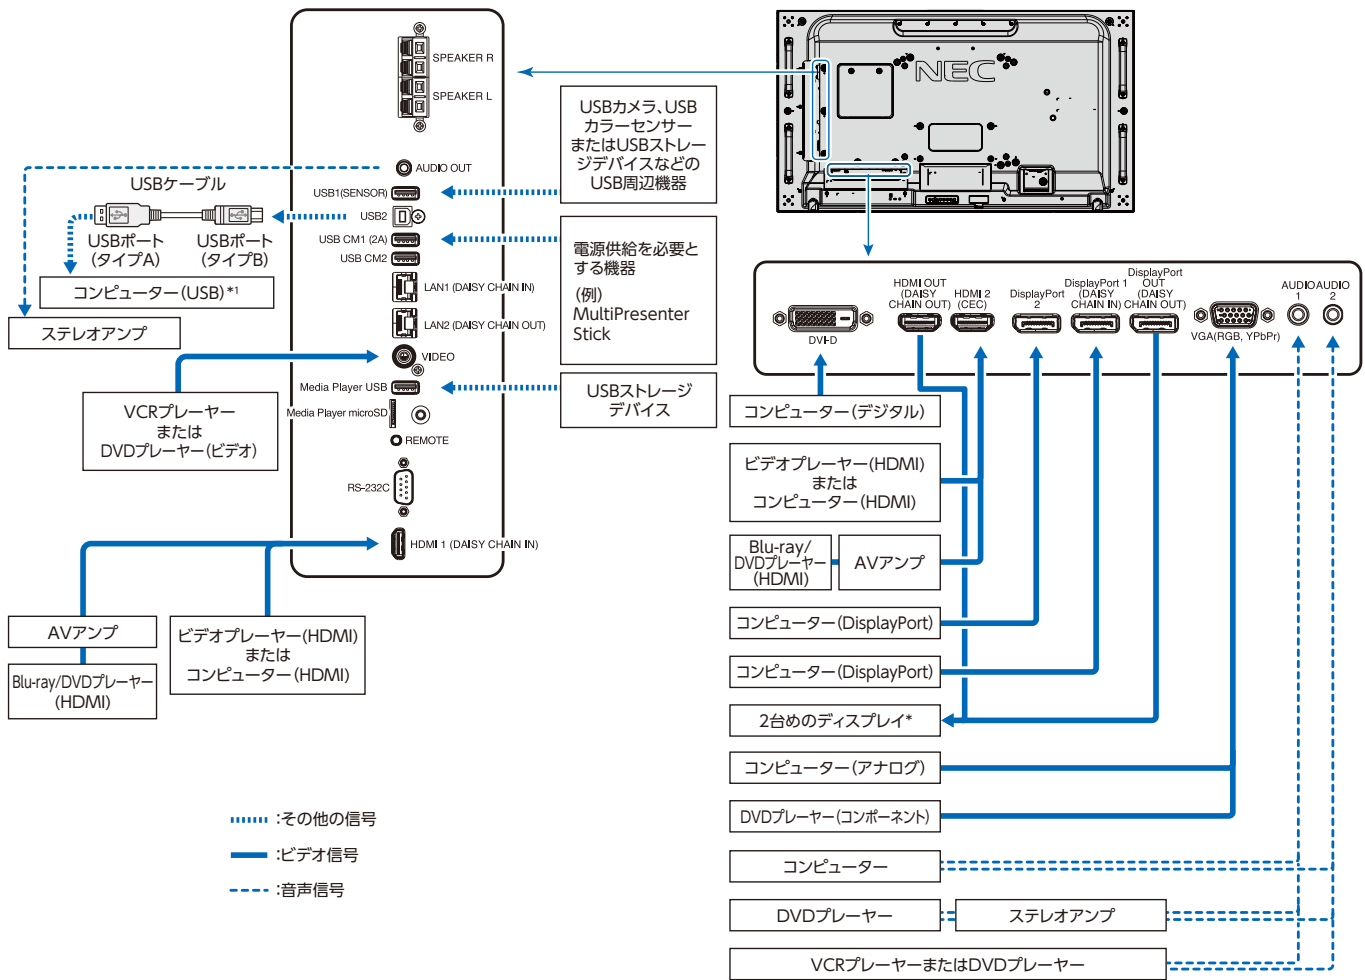 SPEAKER R
SPEAKER L
AUDIO OUT
USB1(SENSOR)
USB2
USB CM1 (2A)
USB CM2
LAN1 (DAISY CHAIN IN)
LAN2 (DAISY CHAIN OUT)
VIDEO
Media Player USB
Media Player microSD
REMOTE
RS-232C
HDMI 1 (DAISY CHAIN IN)
USBケーブル
USBポート
(タイプA)
USBポート
(タイプB)
コンピューター(USB)*1
ステレオアンプ
VCRプレーヤー
または
DVDプレーヤー(ビデオ)
AVアンプ
Blu-ray/DVDプレーヤー
(HDMI)
ビデオプレーヤー(HDMI)
または
コンピューター(HDMI)
USBカメラ、USB
カラーセンサー
またはUSBストレー
ジデバイスなどの
USB周辺機器
電源供給を必要と
する機器
(例)
MultiPresenter
Stick
USBストレージ
デバイス
NEC
DVI-D
HDMI OUT
(DAISY
CHAIN OUT)
HDMI 2
(CEC)
DisplayPort
2
DisplayPort 1
(DAISY
CHAIN IN)
DisplayPort
OUT
(DAISY
CHAIN OUT)
VGA(RGB, YPbPr)
AUDIO
1
AUDIO
2
コンピューター(デジタル)
ビデオプレーヤー(HDMI)
または
コンピューター(HDMI)
Blu-ray/
DVDプレーヤー
(HDMI)
AVアンプ
コンピューター(DisplayPort)
コンピューター(DisplayPort)
2台めのディスプレイ*
コンピューター(アナログ)
DVDプレーヤー(コンポーネント)
コンピューター
DVDプレーヤー
ステレオアンプ
VCRプレーヤーまたはDVDプレーヤー
:その他の信号
:ビデオ信号
:音声信号